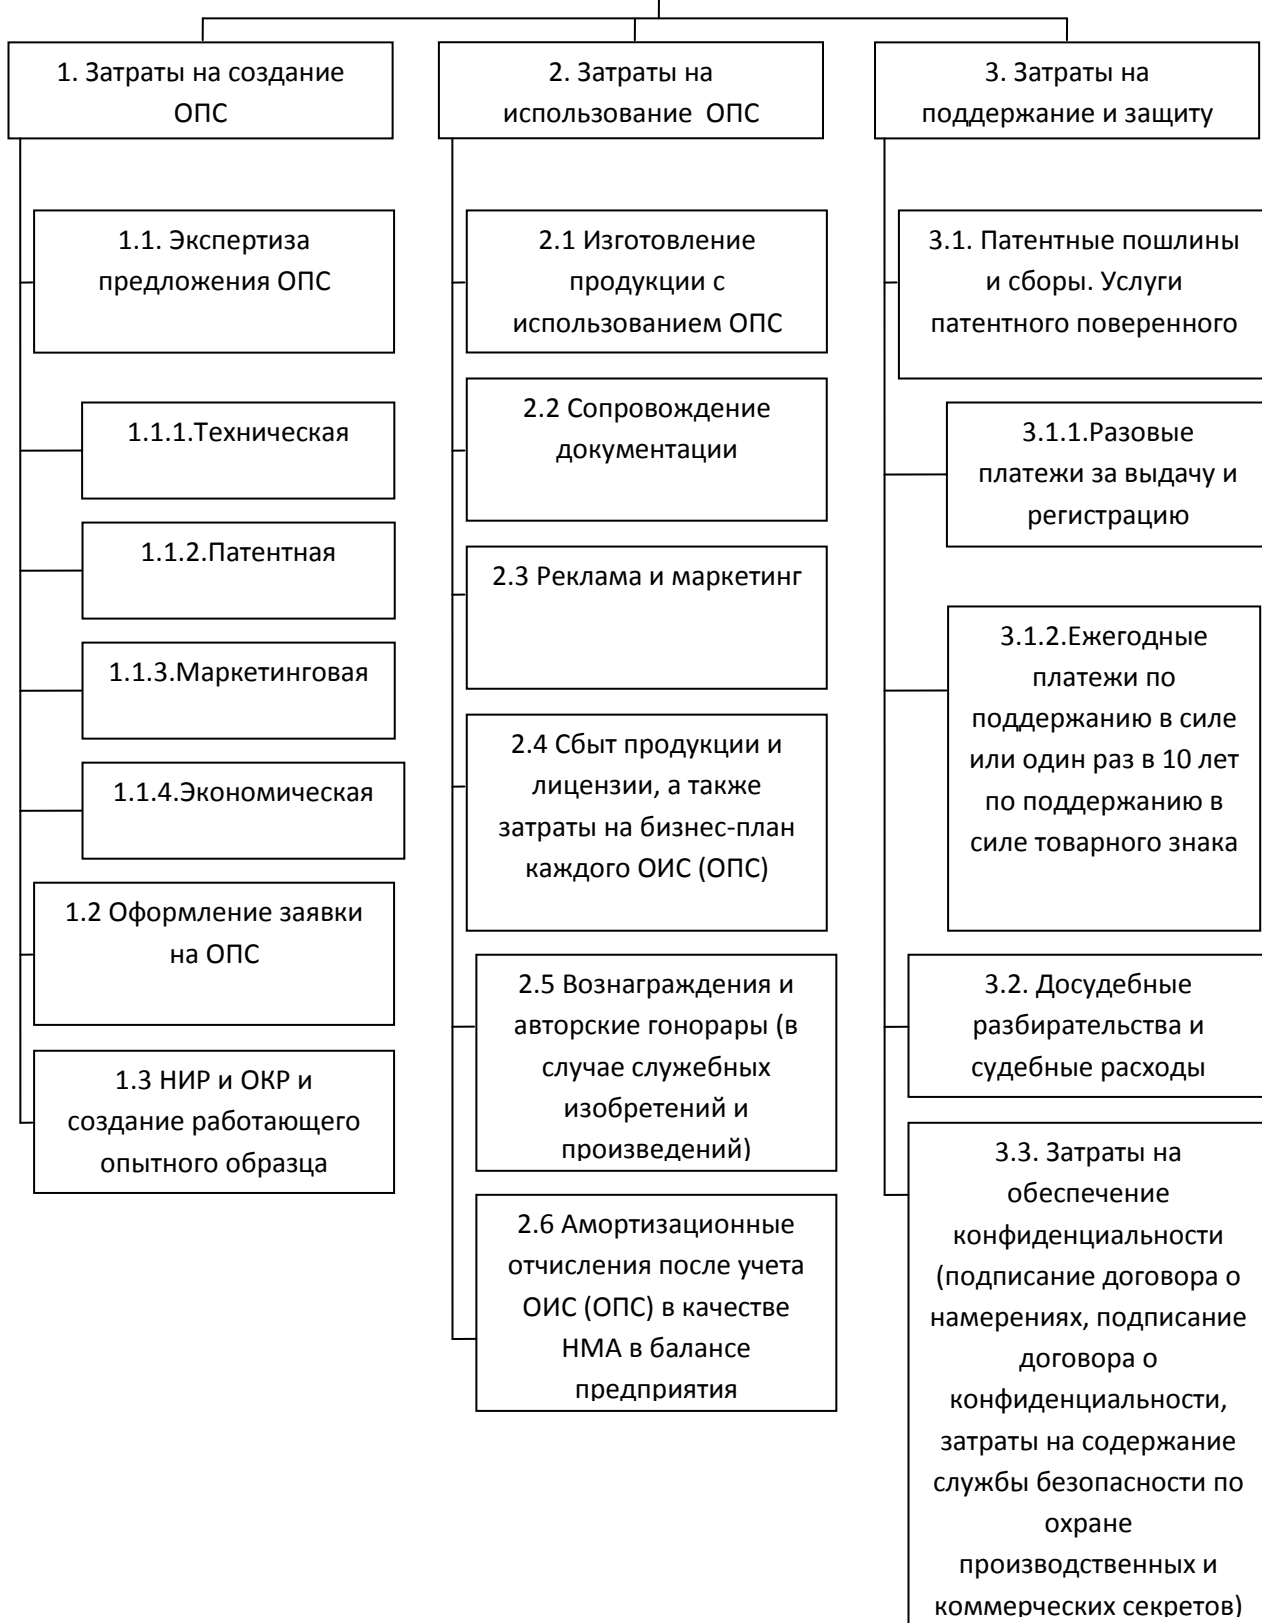 1. Затраты на создание
ОПС
1.1. Экспертиза
предложения ОПС
1.1.1.Техническая
1.1.2.Патентная
1.1.3.Маркетинговая
1.1.4.Экономическая
1.2 Оформление заявки
на ОПС
1.3 НИР и ОКР и
создание работающего
опытного образца
2. Затраты на
использование ОПС
2.1 Изготовление
продукции с
использованием ОПС
2.2 Сопровождение
документации
2.3 Реклама и маркетинг
2.4 Сбыт продукции и
лицензии, а также
затраты на бизнес-план
каждого ОИС (ОПС)
2.5 Вознаграждения и
авторские гонорары (в
случае служебных
изобретений и
произведений)
2.6 Амортизационные
отчисления после учета
ОИС (ОПС) в качестве
НМА в балансе
предприятия
3. Затраты на
поддержание и защиту
3.1. Патентные пошлины
и сборы. Услуги
патентного поверенного
3.1.1.Разовые
платежи за выдачу и
регистрацию
3.1.2.Ежегодные
платежи по
поддержанию в силе
или один раз в 10 лет
по поддержанию в
силе товарного знака
3.2. Досудебные
разбирательства и
судебные расходы
3.3. Затраты на
обеспечение
конфиденциальности
(подписание договора о
намерениях, подписание
договора о
конфиденциальности,
затраты на содержание
службы безопасности по
охране
производственных и
коммерческих секретов)